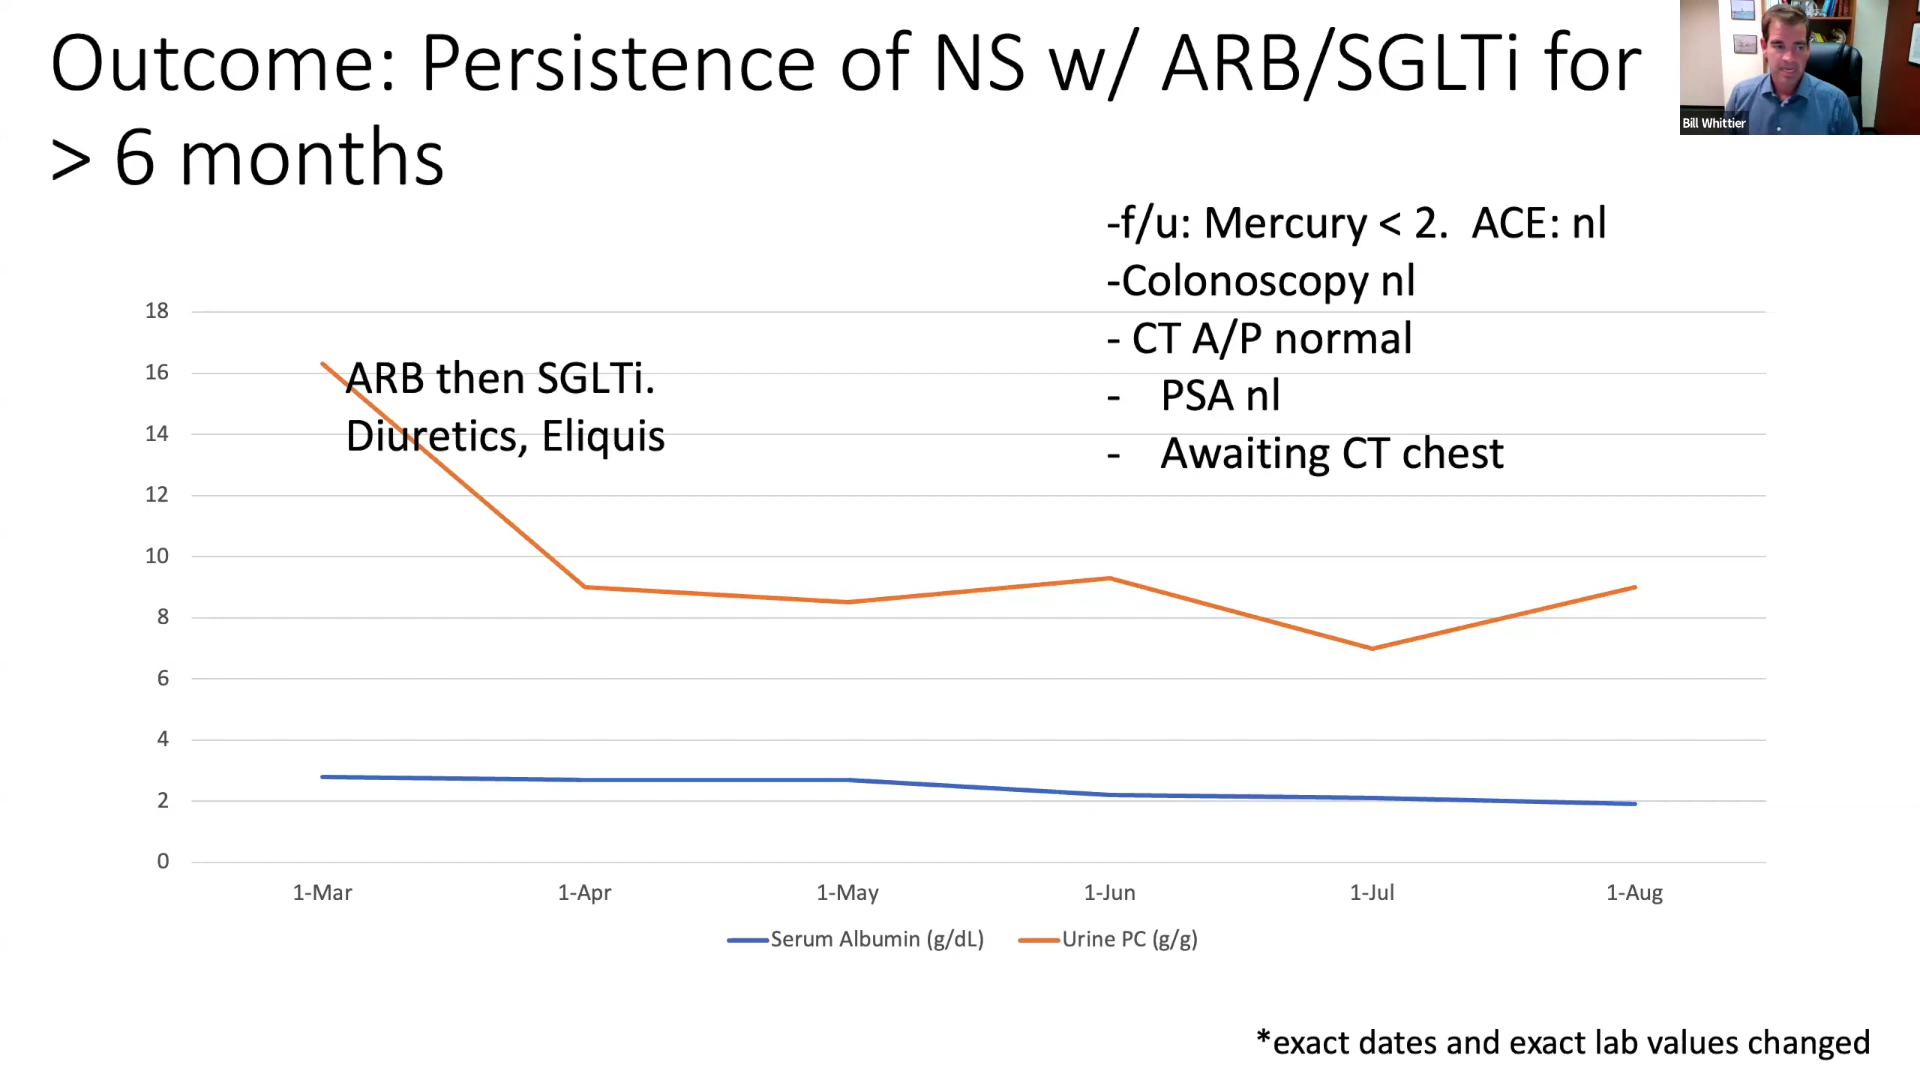 Outcome: Persistence of NS w/ ARB/SGLTi for
> 6 months
Bill Whittier
-f/u: Mercury < 2.  ACE: nl
-Colonoscopy nl
- CT A/P normal
- PSA nl
- Awaiting CT chest
ARB then SGLTi.
Diuretics, Eliquis
18
16
14
12
10
8
6
4
2
0
1-Mar 1-Apr 1-May 1-Jun 1-Jul 1-Aug
Serum Albumin (g/dL) Urine PC (g/g)
*exact dates and exact lab values changed